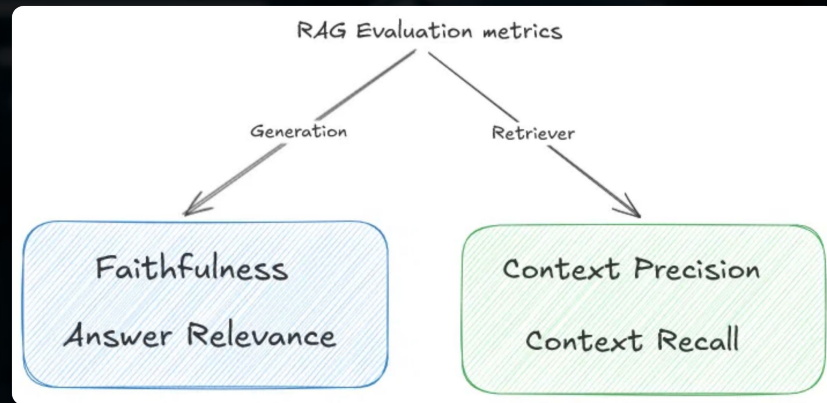 RAG Evaluation metrics
Generation
Retriever
Faithfulness
Answer Relevance
Context Precision
Context Recall